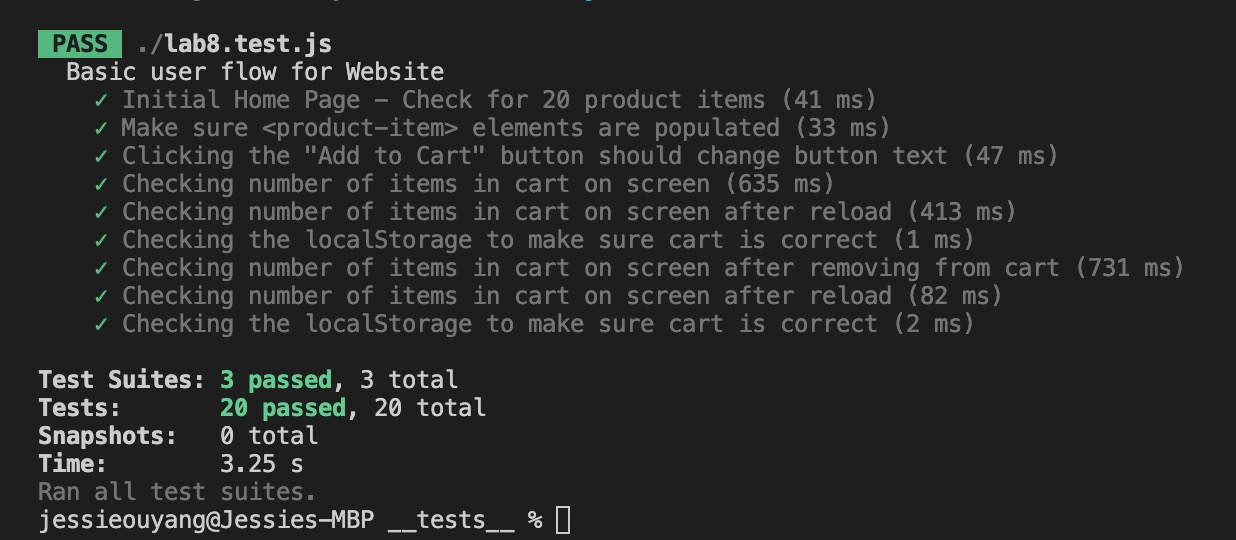 PASS ./lab8.test.js
Basic user flow for Website
✓ Initial Home Page - Check for 20 product items (41 ms)
✓ Make sure <product-item> elements are populated (33 ms)
✓ Clicking the "Add to Cart" button should change button text (47 ms)
✓ Checking number of items in cart on screen (635 ms)
✓ Checking number of items in cart on screen after reload (413 ms)
✓ Checking the localStorage to make sure cart is correct (1 ms)
✓ Checking number of items in cart on screen after removing from cart (731 ms)
✓ Checking number of items in cart on screen after reload (82 ms)
✓ Checking the localStorage to make sure cart is correct (2 ms)
Test Suites: 3 passed, 3 total
Tests: 20 passed, 20 total
Snapshots: 0 total
Time: 3.25 s
Ran all test suites.
jessieouyang@Jessies-MBP __tests__ %